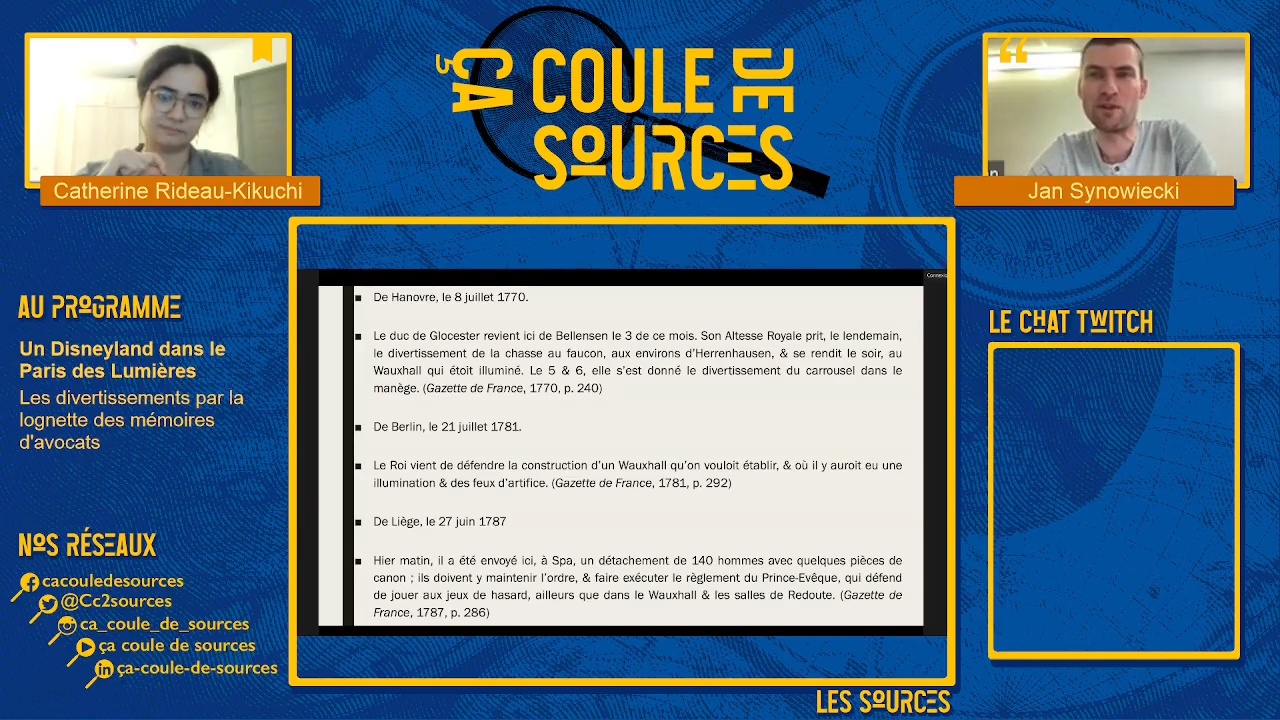 ÇA COULE DE SOURCES
Catherine Rideau-Kikuchi
Jan Synowiecki
AU PROGRAMME
Un Disneyland dans le
Paris des Lumières
Les divertissements par la
lognette des mémoires
d'avocats
NOS RÉSEAUX
cacouledesources
@Cc2sources
ca_coule_de_sources
ça coule de sources
ça-coule-de-sources
De Hanovre, le 8 juillet 1770.
Le duc de Glocester revient ici de Bellensen le 3 de ce mois. Son Altesse Royale prit, le lendemain,
le divertissement de la chasse au faucon, aux environs d'Herrenhausen, & se rendit le soir, au
Wauxhall qui étoit illuminé. Le 5 & 6, elle s'est donné le divertissement du carrousel dans le
manège. (Gazette de France, 1770, p. 240)
De Berlin, le 21 juillet 1781.
Le Roi vient de défendre la construction d'un Wauxhall qu'on vouloit établir, & où il y auroit eu une
illumination & des feux d'artifice. (Gazette de France, 1781, p. 292)
De Liège, le 27 juin 1787
Hier matin, il a été envoyé ici, à Spa, un détachement de 140 hommes avec quelques pièces de
canon ; ils doivent y maintenir l'ordre, & faire exécuter le règlement du Prince-Evêque, qui défend
de jouer aux jeux de hasard, ailleurs que dans le Wauxhall & les salles de Redoute. (Gazette de
France, 1787, p. 286)
LE CHAT TWITCH
LES SOURCES